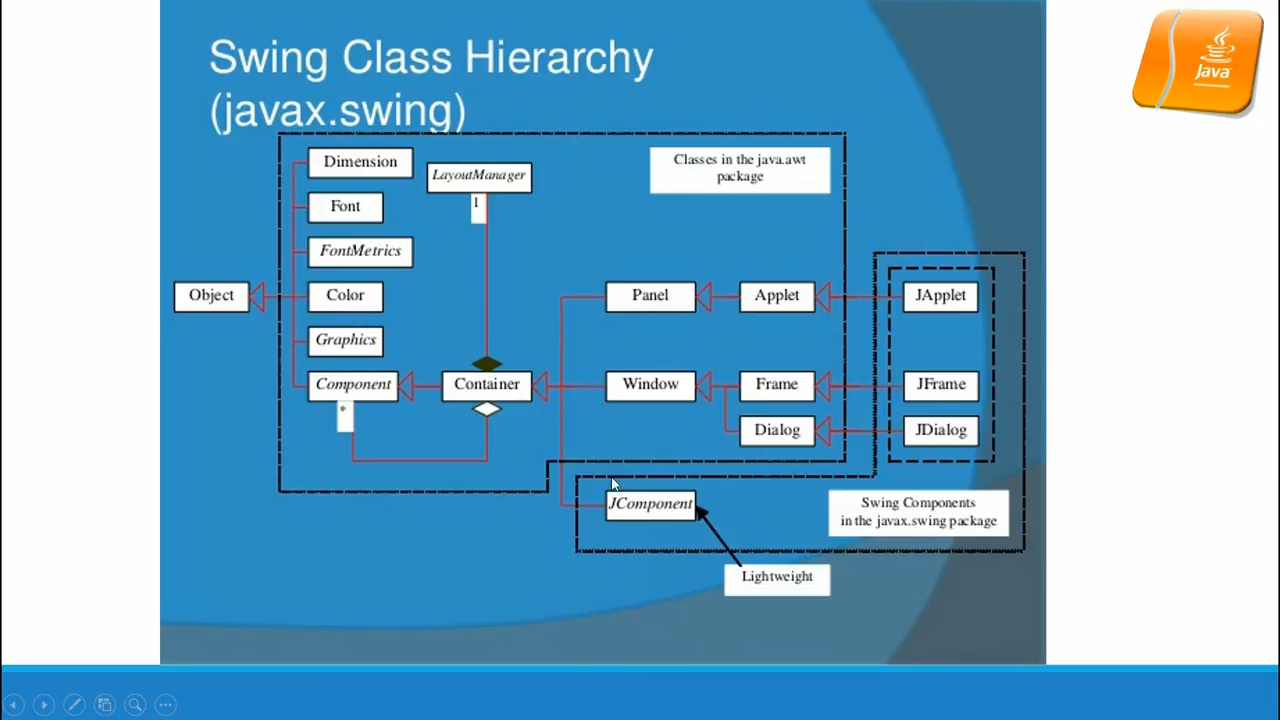 Swing Class Hierarchy
(javax.swing)
Java
Classes in the java.awt
package
Dimension
LayoutManager
1
Font
FontMetrics
Object
Color
Panel
Applet
JApplet
Graphics
Component
*
Container
Window
Frame
JFrame
Dialog
JDialog
JComponent
Swing Components
in the javax.swing package
Lightweight